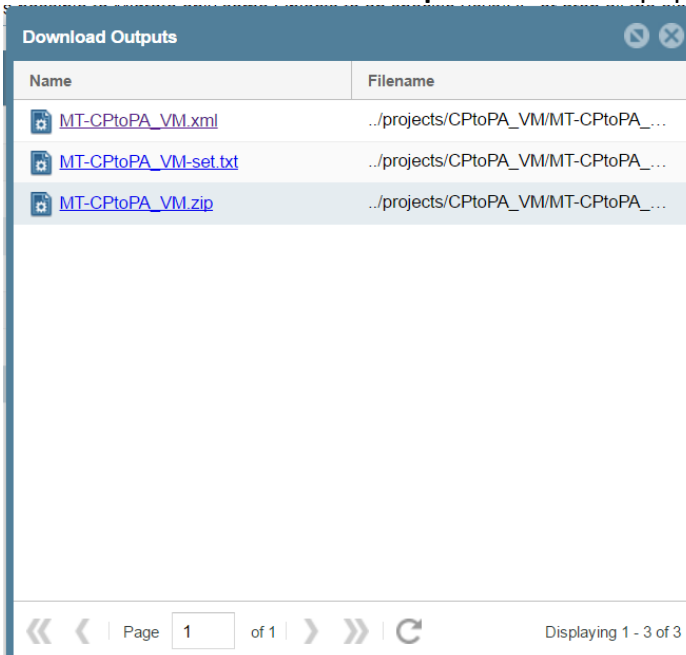 Download Outputs
Name Filename
MT-CPtoPA_VM.xml ../projects/CPtoPA_VM/MT-CPtoPA_...
MT-CPtoPA_VM-set.txt ../projects/CPtoPA_VM/MT-CPtoPA_...
MT-CPtoPA_VM.zip ../projects/CPtoPA_VM/MT-CPtoPA_...
Page 1 of 1 Displaying 1 - 3 of 3